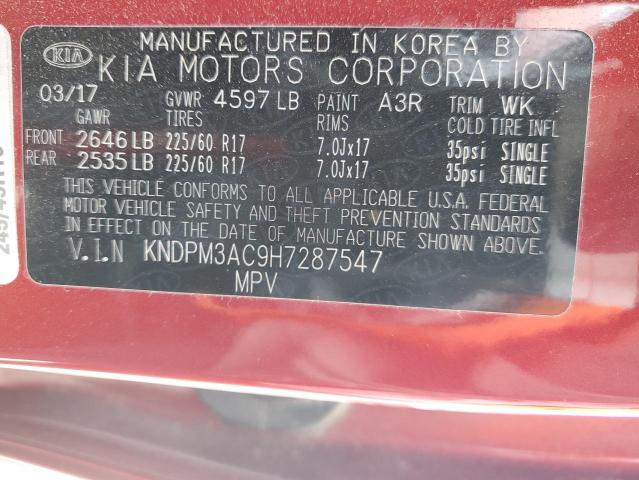 KIA
MANUFACTURED IN KOREA BY
KIA MOTORS CORPORATION
03/17 GVWR 4597 LB PAINT A3R TRIM WK
GAWR TIRES RIMS COLD TIRE INFL
FRONT 2646 LB 225/60 R17 7.0Jx17 35psi SINGLE
REAR 2535 LB 225/60 R17 7.0Jx17 35psi SINGLE
THIS VEHICLE CONFORMS TO ALL APPLICABLE U.S.A. FEDERAL
MOTOR VEHICLE SAFETY AND THEFT PREVENTION STANDARDS
IN EFFECT ON THE DATE OF MANUFACTURE SHOWN ABOVE.
V.I.N KNDPM3AC9H7287547
MPV